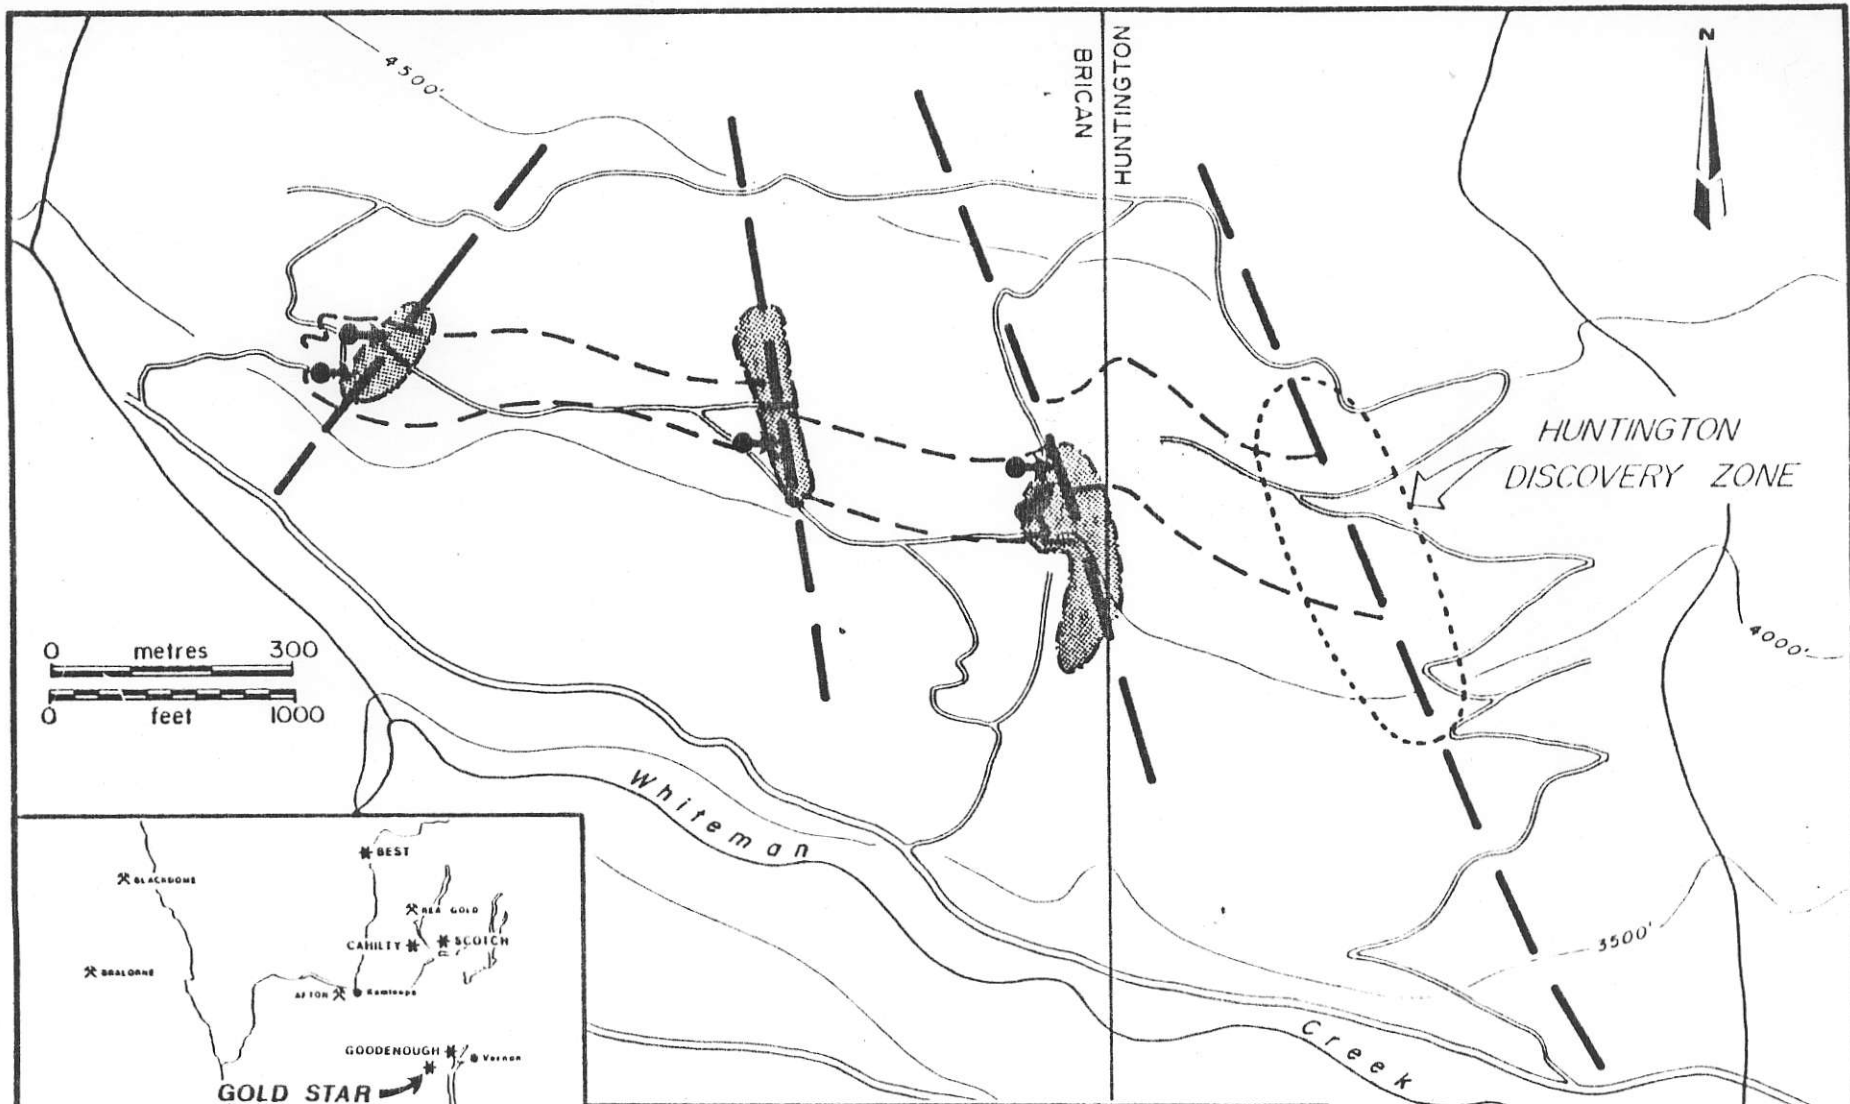 4500'
BRICAN
HUNTINGTON
N
HUNTINGTON
DISCOVERY ZONE
0 metres 300
0 feet 1000
4000'
Whiteman
Creek
3500'
BEST
BLACKDOME
REA GOLD
CAHILTY
SCOTCH
BRALORNE
AFTON
Kamloops
GOODENOUGH
Vernon
GOLD STAR